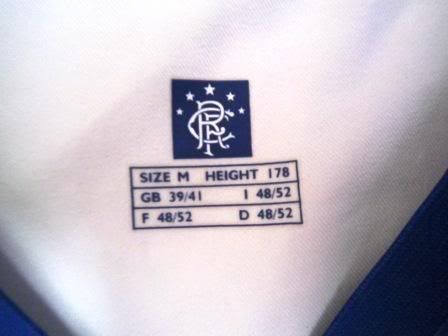 RFC
SIZE M HEIGHT 178
GB 39/41 I 48/52
F 48/52 D 48/52